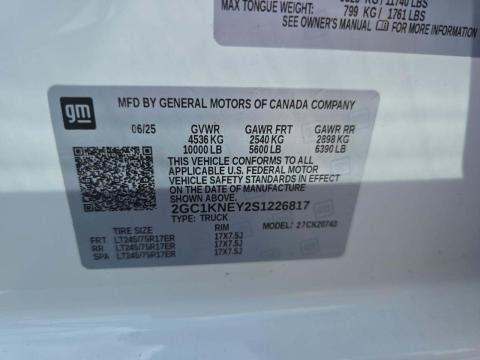 /11740 LBS
MAX TONGUE WEIGHT: 799 KG / 1761 LBS
SEE OWNER'S MANUAL FOR MORE INFORMATION
gm
MFD BY GENERAL MOTORS OF CANADA COMPANY
06/25 GVWR GAWR FRT GAWR RR
4536 KG 2540 KG 2898 KG
10000 LB 5600 LB 6390 LB
THIS VEHICLE CONFORMS TO ALL
APPLICABLE U.S. FEDERAL MOTOR
VEHICLE SAFETY STANDARDS IN EFFECT ON
THE DATE OF MANUFACTURE SHOWN ABOVE.
2GC1KNEY2S1226817
TYPE: TRUCK MODEL:
TIRE SIZE RIM
FRT LT245/75R17ER 17X7.5J
RR LT245/75R17ER 17X7.5J
SPA LT245/75R17ER 17X7.5J